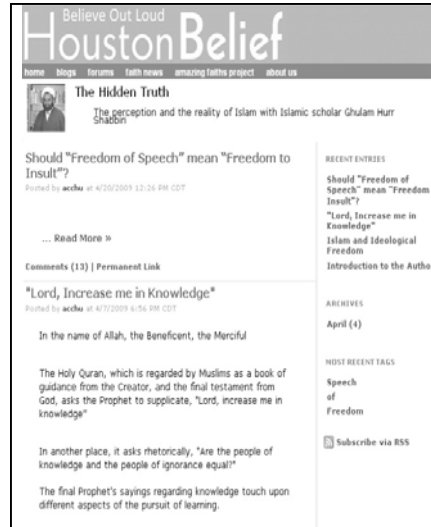 Believe Out Loud
Houston Belief
home blogs forums faith news amazing faiths project about us
The Hidden Truth
The perception and the reality of Islam with Islamic scholar Ghulam Hurr
Shabbiri
Should "Freedom of Speech" mean "Freedom to
Insult"?
Posted by acchu at 4/20/2009 12:26 PM CDT
... Read More »
Comments (13) | Permanent Link
"Lord, Increase me in Knowledge"
Posted by acchu at 4/7/2009 6:56 PM CDT
In the name of Allah, the Beneficent, the Merciful
The Holy Quran, which is regarded by Muslims as a book of
guidance from the Creator, and the final testament from
God, asks the Prophet to supplicate, "Lord, increase me in
knowledge"
In another place, it asks rhetorically, "Are the people of
knowledge and the people of ignorance equal?"
The final Prophet's sayings regarding knowledge touch upon
different aspects of the pursuit of learning.
RECENT ENTRIES
Should "Freedom of
Speech" mean "Freedom
Insult"?
"Lord, Increase me in
Knowledge"
Islam and Ideological
Freedom
Introduction to the Autho
ARCHIVES
April (4)
MOST RECENT TAGS
Speech
of
Freedom
Subscribe via RSS